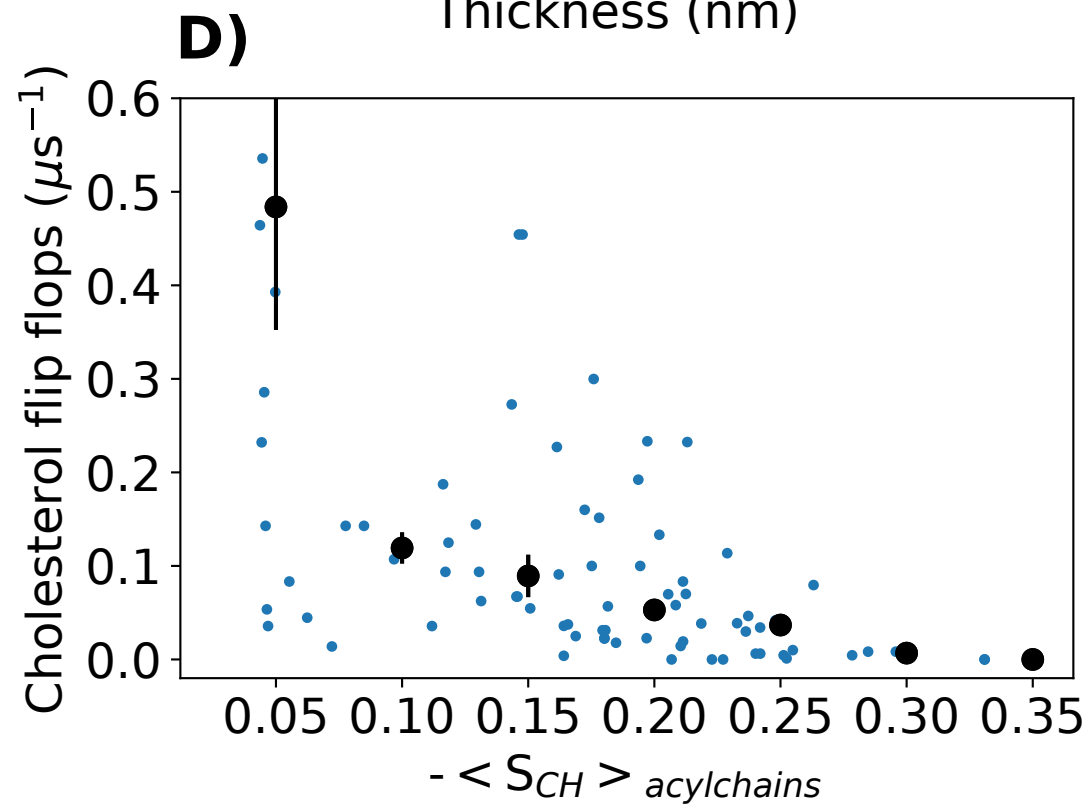 Thickness (nm)
D)
Cholesterol flip flops (μs⁻¹)
0.6
0.5
0.4
0.3
0.2
0.1
0.0
0.05 0.10 0.15 0.20 0.25 0.30 0.35
- < S_CH > acylchains